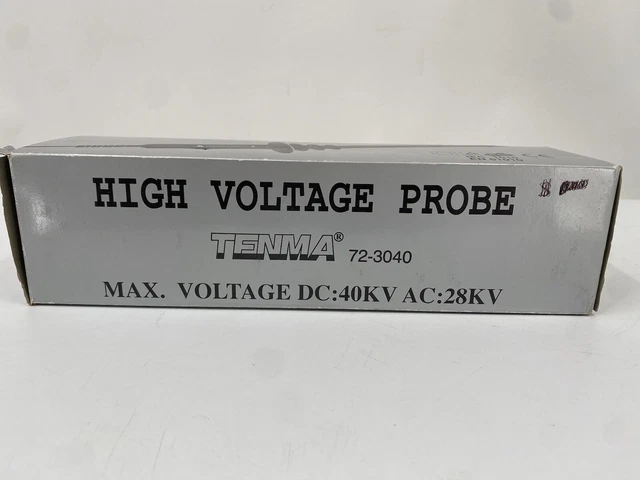 HIGH VOLTAGE PROBE
TENMA® 72-3040
MAX. VOLTAGE DC:40KV AC:28KV